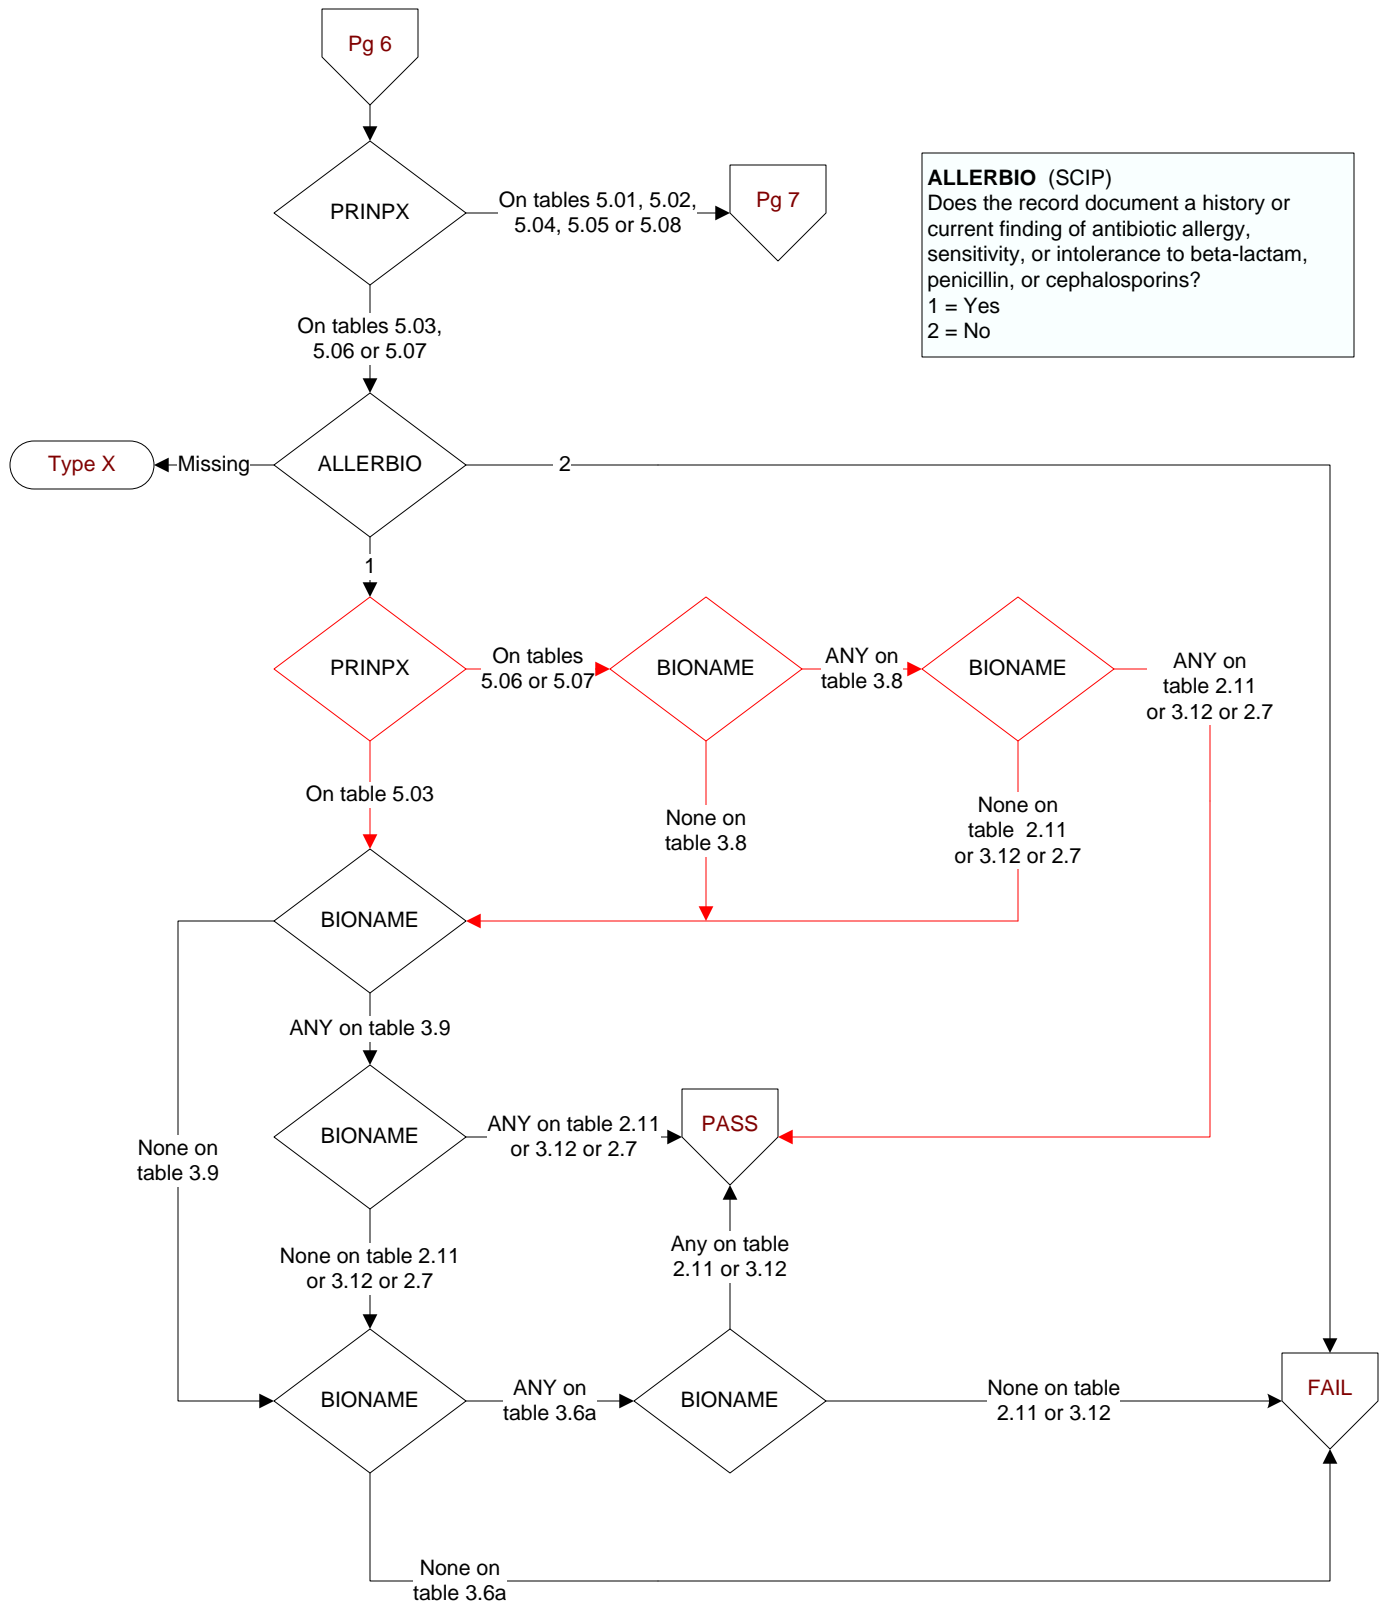 Pg 6
PRINPX
On tables 5.01, 5.02,
5.04, 5.05 or 5.08
Pg 7
ALLERBIO (SCIP)
Does the record document a history or
current finding of antibiotic allergy,
sensitivity, or intolerance to beta-lactam,
penicillin, or cephalosporins?
1 = Yes
2 = No
On tables 5.03,
5.06 or 5.07
Type X
Missing
ALLERBIO
2
1
PRINPX
On tables
5.06 or 5.07
BIONAME
ANY on
table 3.8
BIONAME
ANY on
table 2.11
or 3.12 or 2.7
On table 5.03
None on
table 3.8
None on
table 2.11
or 3.12 or 2.7
BIONAME
ANY on table 3.9
None on
table 3.9
BIONAME
ANY on table 2.11
or 3.12 or 2.7
PASS
None on table 2.11
or 3.12 or 2.7
Any on table
2.11 or 3.12
BIONAME
ANY on
table 3.6a
BIONAME
None on table
2.11 or 3.12
FAIL
None on
table 3.6a